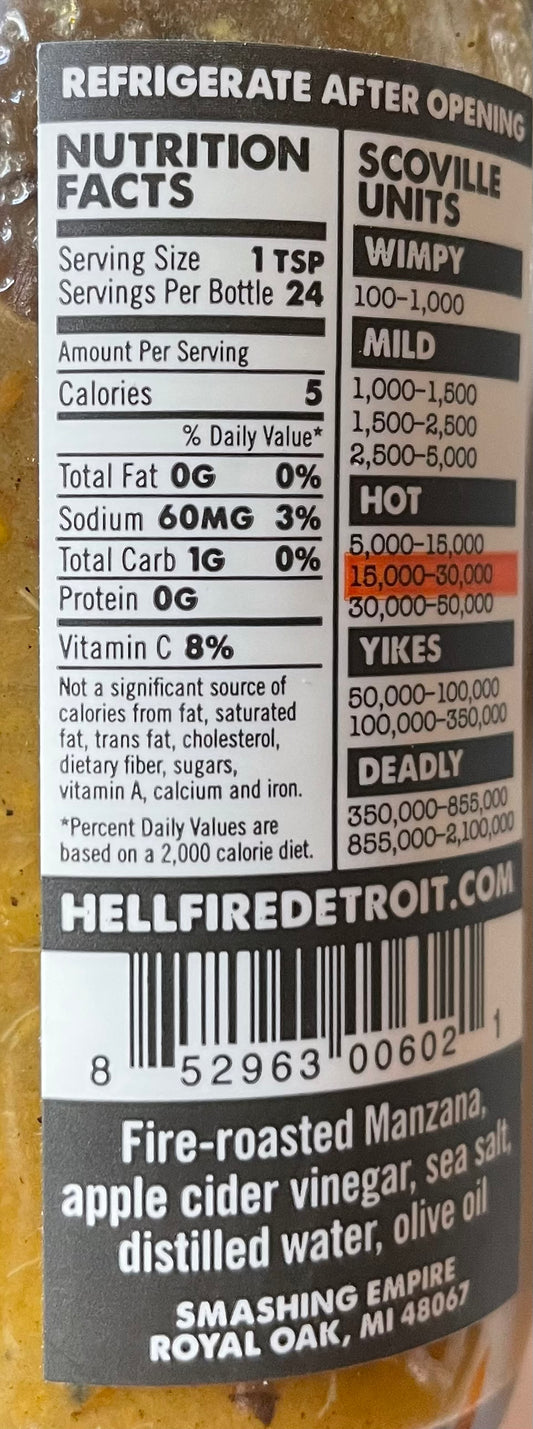 REFRIGERATE AFTER OPENING
NUTRITION
FACTS
Serving Size 1 TSP
Servings Per Bottle 24
Amount Per Serving
Calories 5
% Daily Value*
Total Fat 0G 0%
Sodium 60MG 3%
Total Carb 1G 0%
Protein 0G
Vitamin C 8%
Not a significant source of
calories from fat, saturated
fat, trans fat, cholesterol,
dietary fiber, sugars,
vitamin A, calcium and iron.
*Percent Daily Values are
based on a 2,000 calorie diet.
SCOVILLE
UNITS
WIMPY
100-1,000
MILD
1,000-1,500
1,500-2,500
2,500-5,000
HOT
5,000-15,000
15,000-30,000
30,000-50,000
YIKES
50,000-100,000
100,000-350,000
DEADLY
350,000-855,000
855,000-2,100,000
HELLFIREDETROIT.COM
8 52963 00602 1
Fire-roasted Manzana,
apple cider vinegar, sea salt,
distilled water, olive oil
SMASHING EMPIRE
ROYAL OAK, MI 48067